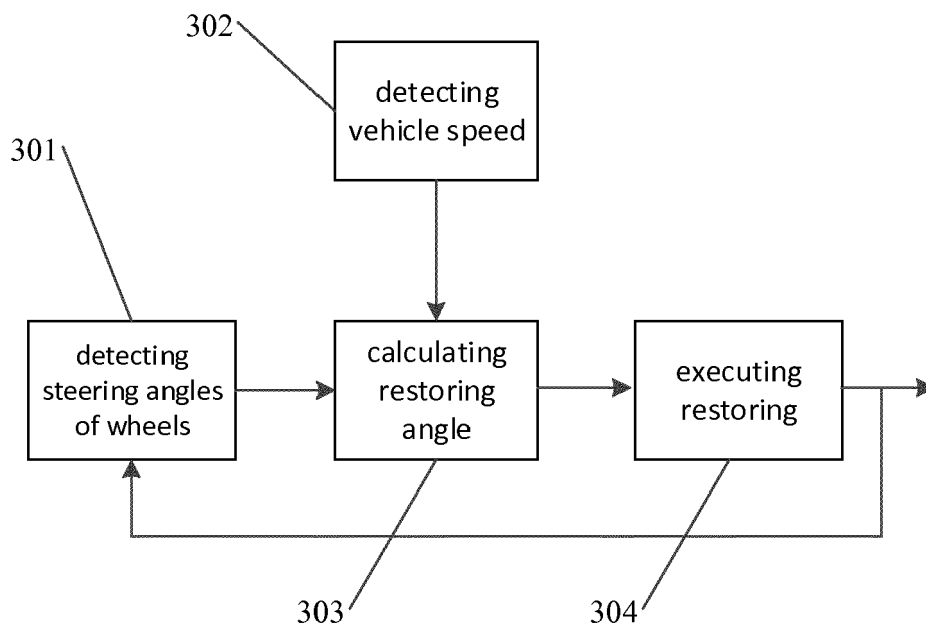 302
detecting
vehicle speed
301
detecting
steering angles
of wheels
calculating
restoring
angle
executing
restoring
303
304